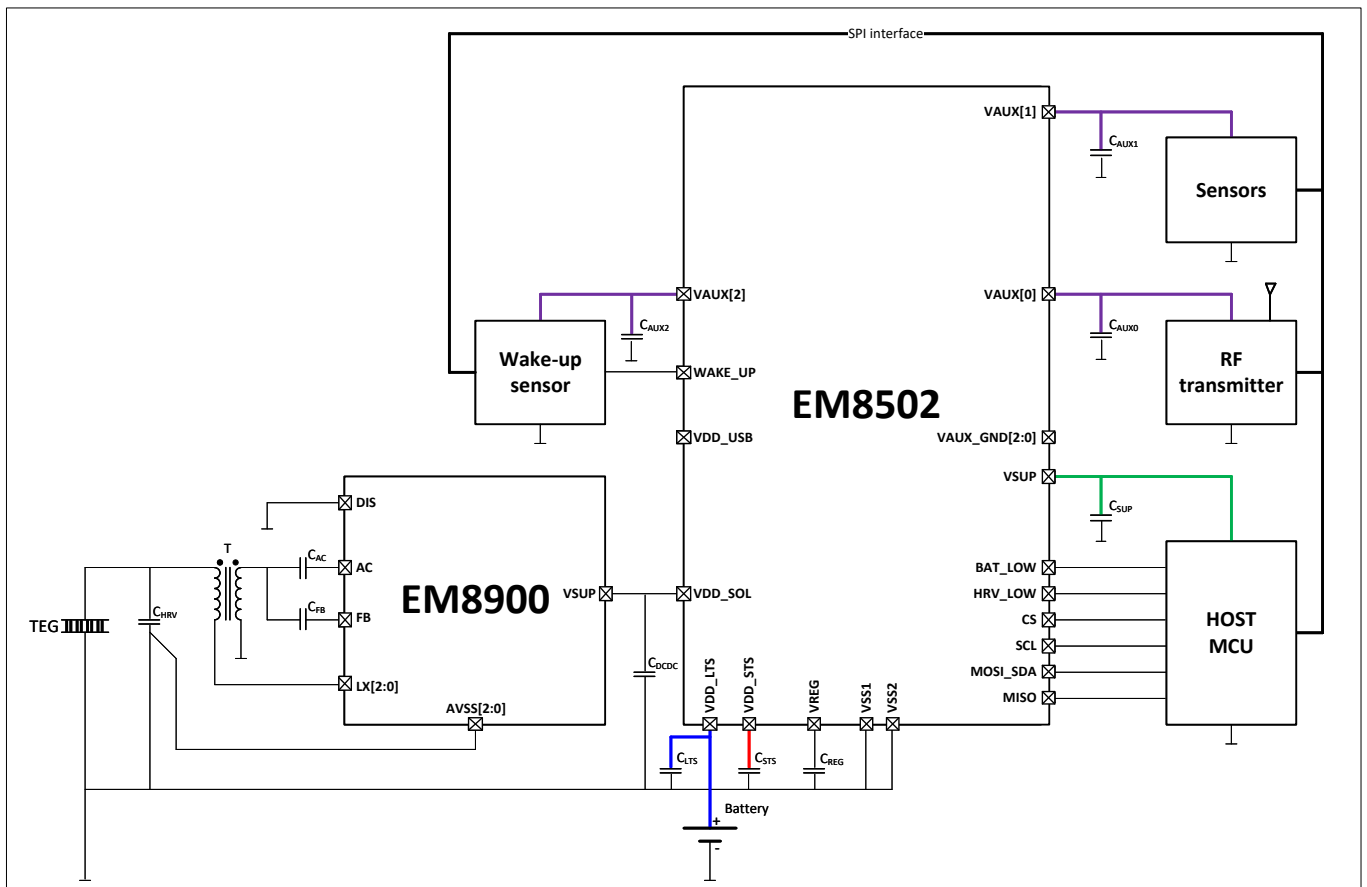 SPI interface
VAUX[1]
CAUX1
Sensors
VAUX[2]
VAUX[0]
CAUX2
CAUX0
Wake-up
sensor
WAKE_UP
RF
transmitter
EM8502
VDD_USB
VAUX_GND[2:0]
VSUP
DIS
CSUP
T
CAC
AC
BAT_LOW
EM8900
VSUP
VDD_SOL
HRV_LOW
CHRV
CFB
FB
CS
HOST
MCU
TEG
SCL
CDCDC
MOSI_SDA
LX[2:0]
MISO
AVSS[2:0]
VDD_LTS
VDD_STS
VREG
VSS1
VSS2
CLTS
CSTS
CREG
Battery
+
-